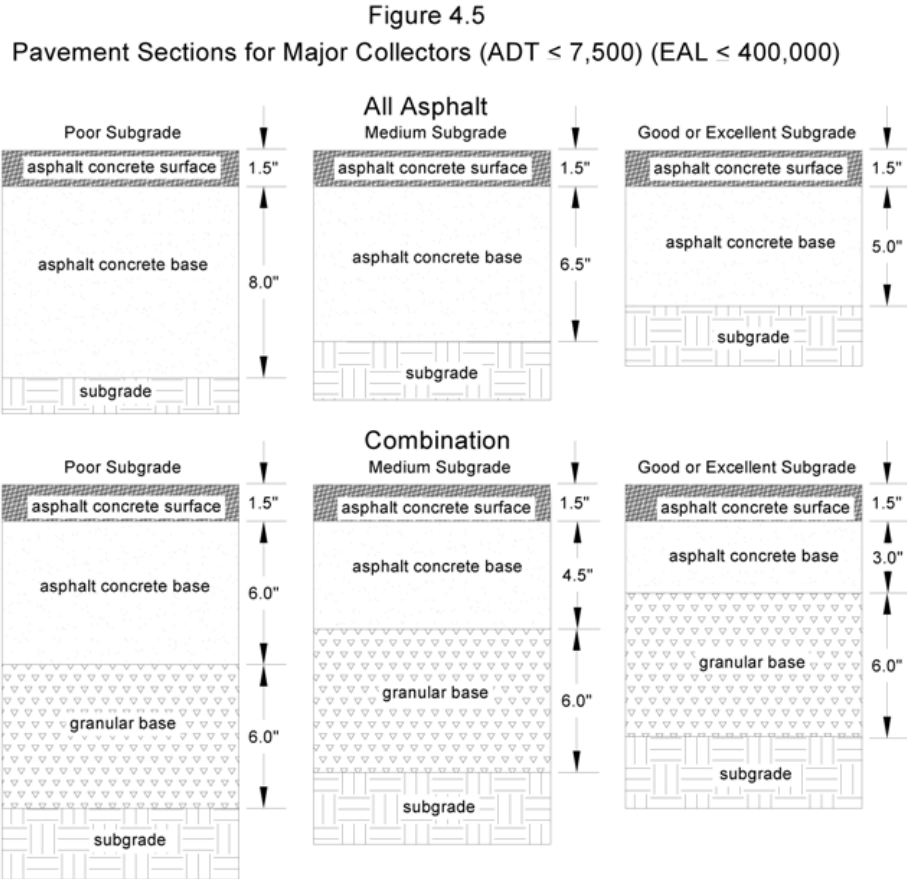 Figure 4.5
Pavement Sections for Major Collectors (ADT ≤ 7,500) (EAL ≤ 400,000)
All Asphalt
Poor Subgrade
Medium Subgrade
Good or Excellent Subgrade
asphalt concrete surface 1.5"
asphalt concrete surface 1.5"
asphalt concrete surface 1.5"
asphalt concrete base 8.0"
asphalt concrete base 6.5"
asphalt concrete base 5.0"
subgrade
subgrade
subgrade
Combination
Poor Subgrade
Medium Subgrade
Good or Excellent Subgrade
asphalt concrete surface 1.5"
asphalt concrete surface 1.5"
asphalt concrete surface 1.5"
asphalt concrete base 6.0"
asphalt concrete base 4.5"
asphalt concrete base 3.0"
granular base 6.0"
granular base 6.0"
granular base 6.0"
subgrade
subgrade
subgrade